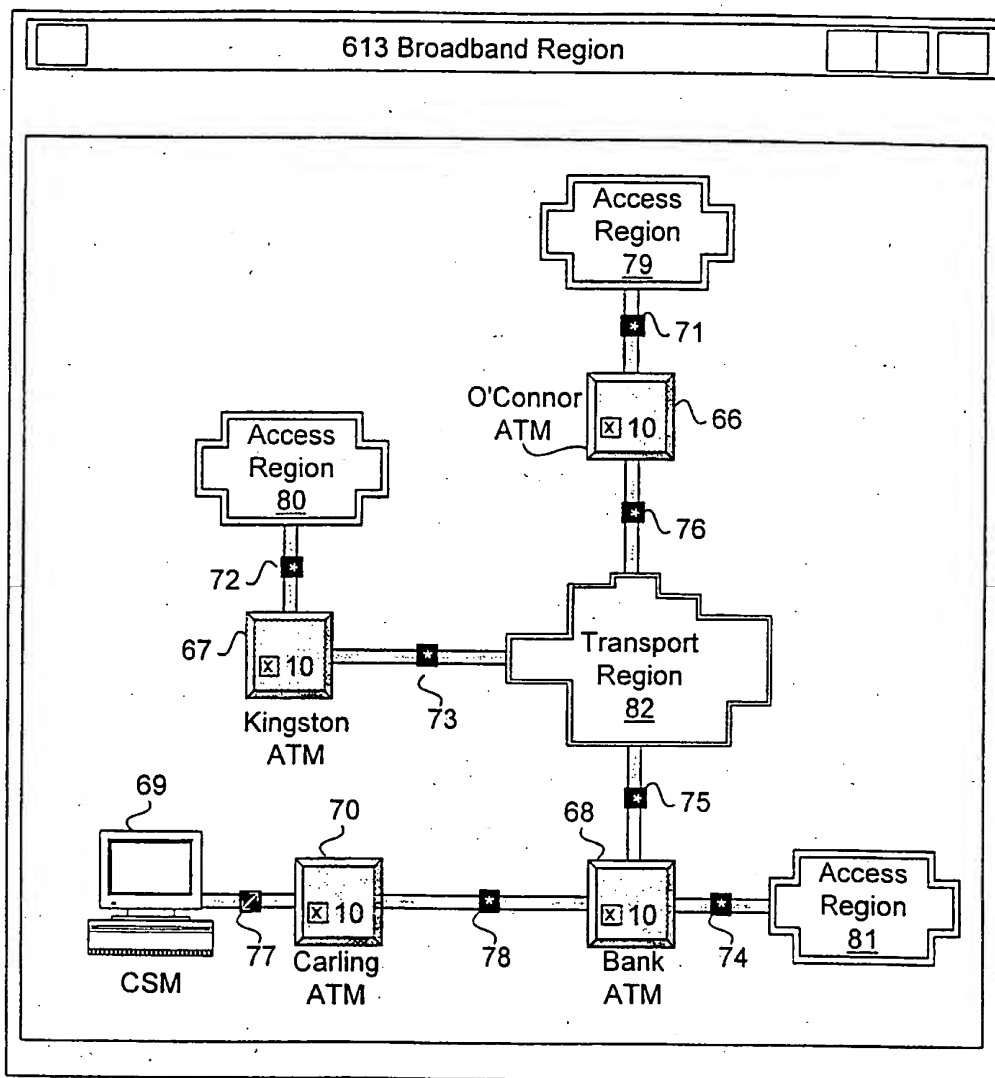 613 Broadband Region
Access
Region
79
71
O'Connor
ATM
x 10
66
Access
Region
80
76
72
67
x 10
Transport
Region
82
73
Kingston
ATM
75
69
70
68
Access
Region
81
x 10
x 10
77
78
74
CSM
Carling
ATM
Bank
ATM